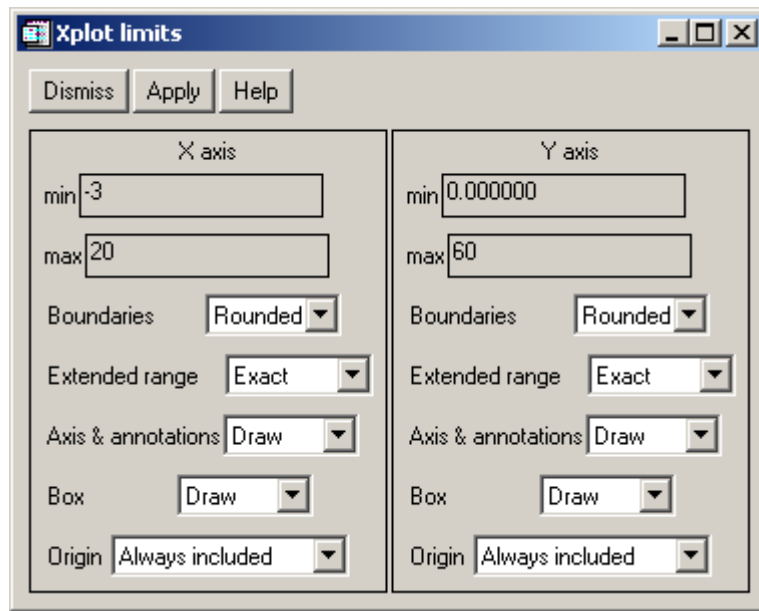 Xplot limits
Dismiss Apply Help
X axis
min -3
max 20
Boundaries Rounded
Extended range Exact
Axis & annotations Draw
Box Draw
Origin Always included
Y axis
min 0.000000
max 60
Boundaries Rounded
Extended range Exact
Axis & annotations Draw
Box Draw
Origin Always included